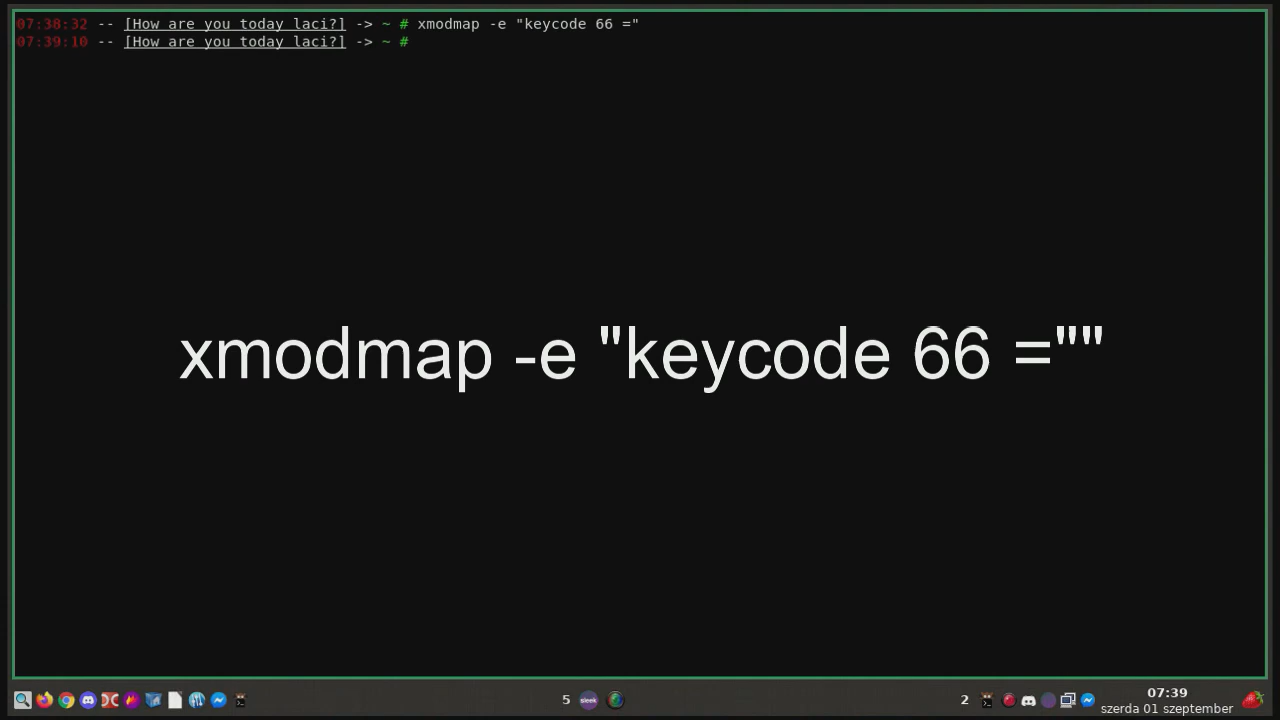 07:38:32 -- [How are you today laci?] -> ~ # xmodmap -e "keycode 66 ="
07:39:10 -- [How are you today laci?] -> ~ #
xmodmap -e "keycode 66 =""
5 sleek
2
07:39
szerda 01 szeptember